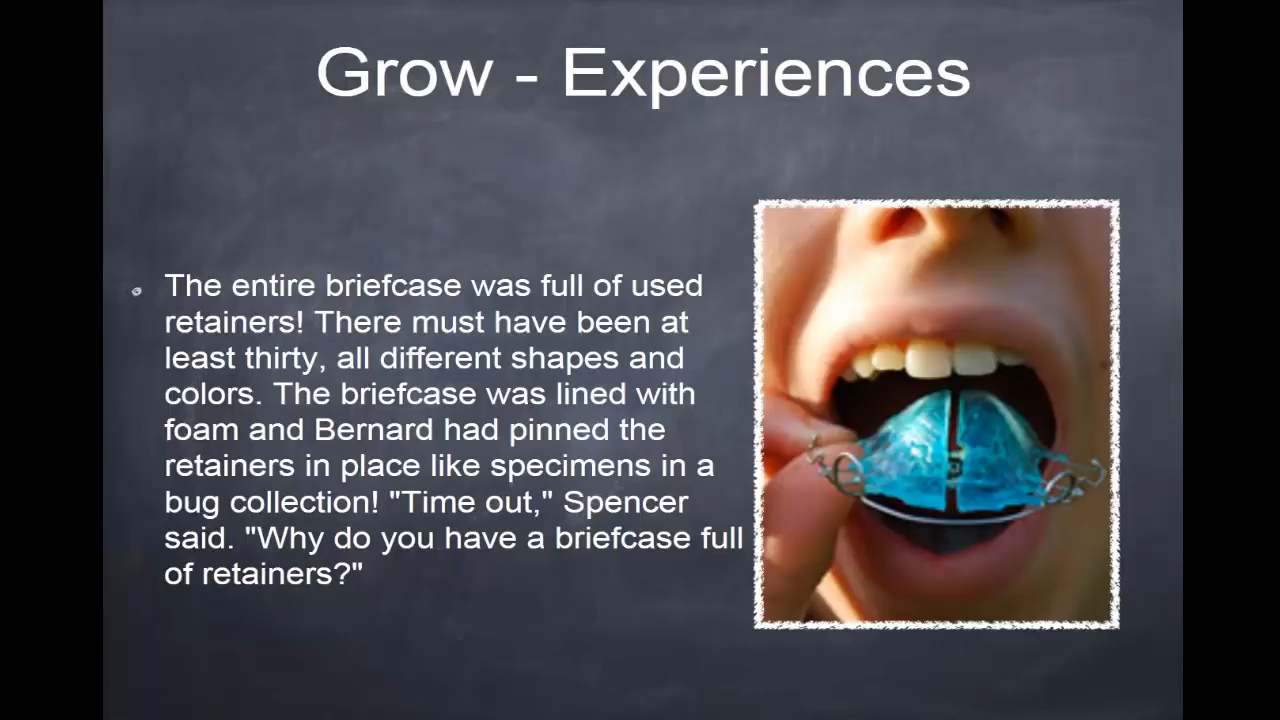 Grow - Experiences
The entire briefcase was full of used
retainers! There must have been at
least thirty, all different shapes and
colors. The briefcase was lined with
foam and Bernard had pinned the
retainers in place like specimens in a
bug collection! "Time out," Spencer
said. "Why do you have a briefcase full
of retainers?"